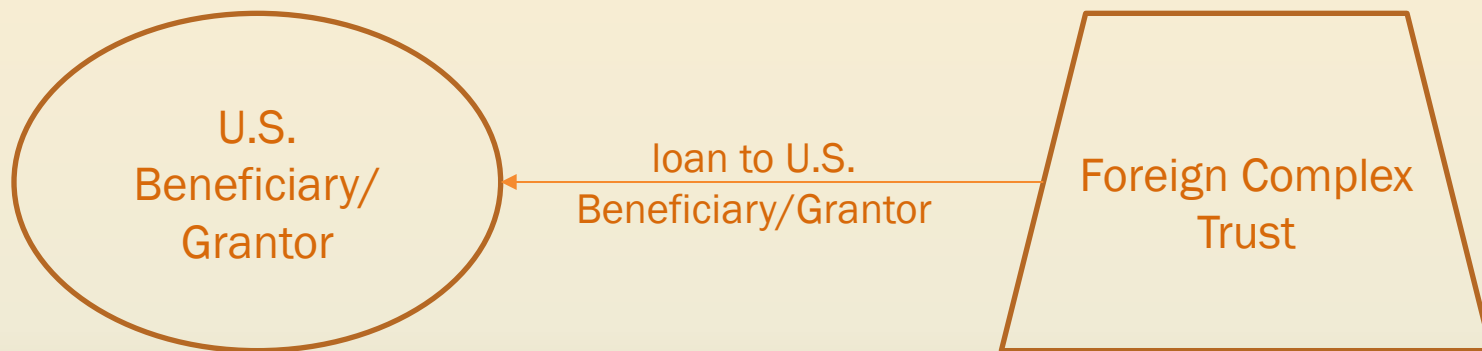 U.S.
Beneficiary/
Grantor
loan to U.S.
Beneficiary/Grantor
Foreign Complex
Trust